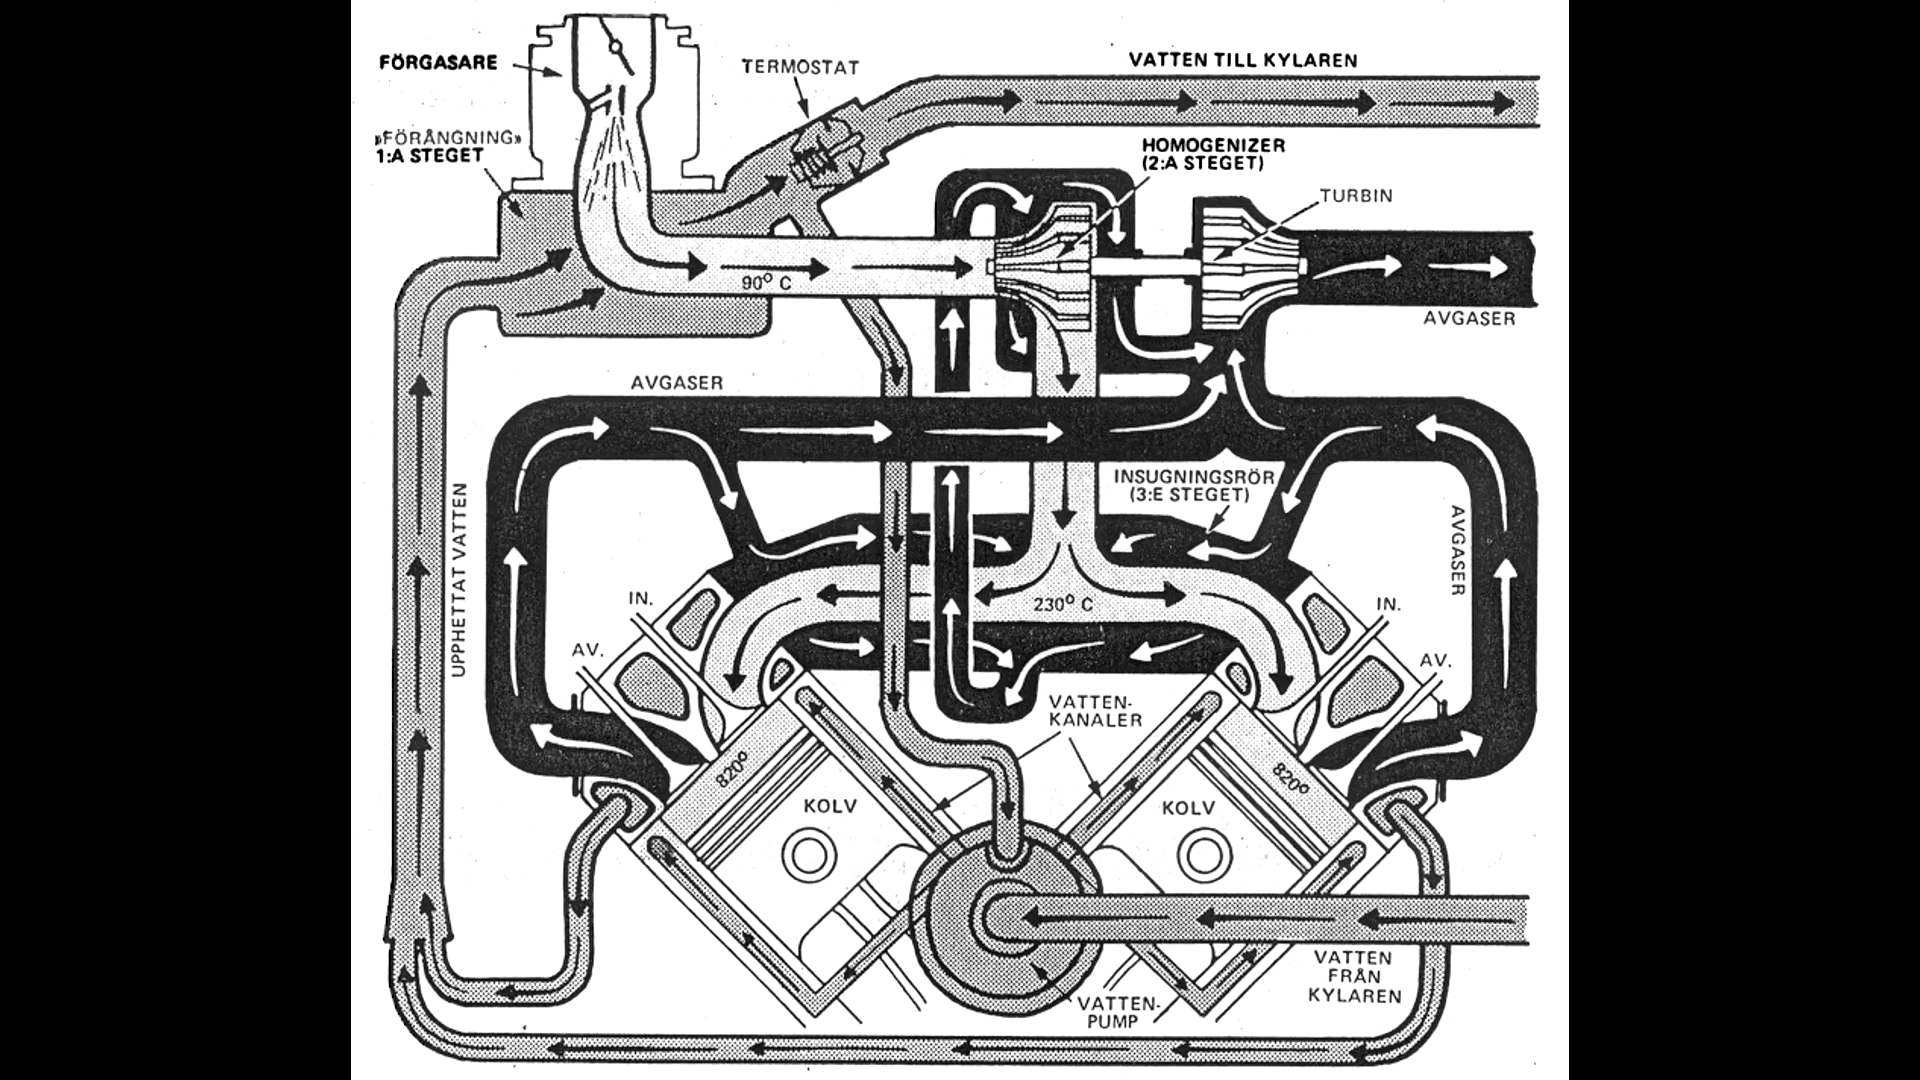 FÖRGASARE
TERMOSTAT
VATTEN TILL KYLAREN
»FÖRÅNGNING»
1:A STEGET
HOMOGENIZER
(2:A STEGET)
TURBIN
90° C
AVGASER
AVGASER
INSUGNINGSRÖR
(3:E STEGET)
UPPHETTAT VATTEN
AVGASER
IN.
230° C
IN.
AV.
AV.
VATTEN-
KANALER
820°
820°
KOLV
KOLV
VATTEN
FRÅN
KYLAREN
VATTEN-
PUMP